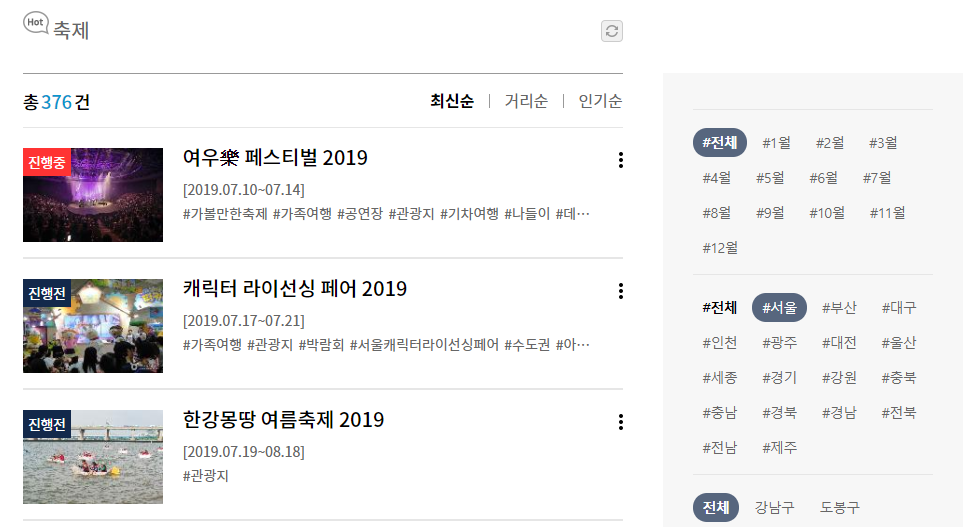 Hot 축제
총 376 건
최신순 거리순 인기순
진행중
여우樂 페스티벌 2019
[2019.07.10~07.14]
#가볼만한축제 #가족여행 #공연장 #관광지 #기차여행 #나들이 #데…
진행전
캐릭터 라이선싱 페어 2019
[2019.07.17~07.21]
#가족여행 #관광지 #박람회 #서울캐릭터라이선싱페어 #수도권 #아…
진행전
한강몽땅 여름축제 2019
[2019.07.19~08.18]
#관광지
#전체 #1월 #2월 #3월
#4월 #5월 #6월 #7월
#8월 #9월 #10월 #11월
#12월
#전체 #서울 #부산 #대구
#인천 #광주 #대전 #울산
#세종 #경기 #강원 #충북
#충남 #경북 #경남 #전북
#전남 #제주
전체 강남구 도봉구